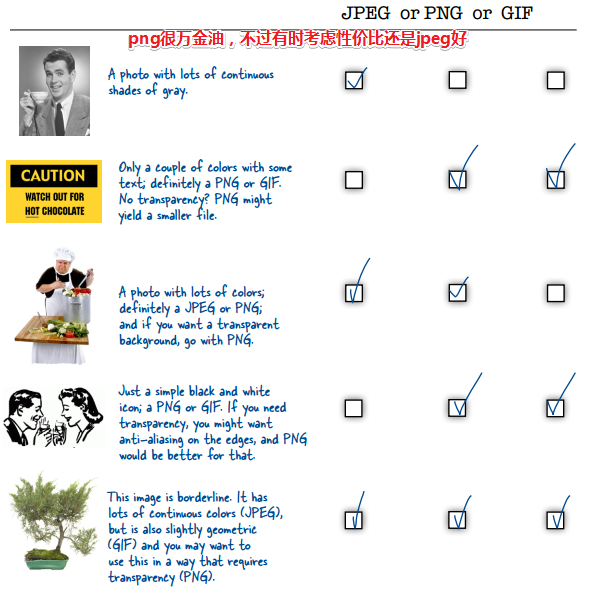 JPEG or PNG or GIF
png很万金油，不过有时考虑性价比还是jpeg好
A photo with lots of continuous
shades of gray.
Only a couple of colors with some
text; definitely a PNG or GIF.
No transparency? PNG might
yield a smaller file.
CAUTION
WATCH OUT FOR
HOT CHOCOLATE
A photo with lots of colors;
definitely a JPEG or PNG;
and if you want a transparent
background, go with PNG.
Just a simple black and white
icon; a PNG or GIF. If you need
transparency, you might want
anti-aliasing on the edges, and PNG
would be better for that.
This image is borderline. It has
lots of continuous colors (JPEG),
but is also slightly geometric
(GIF) and you may want to
use this in a way that requires
transparency (PNG).